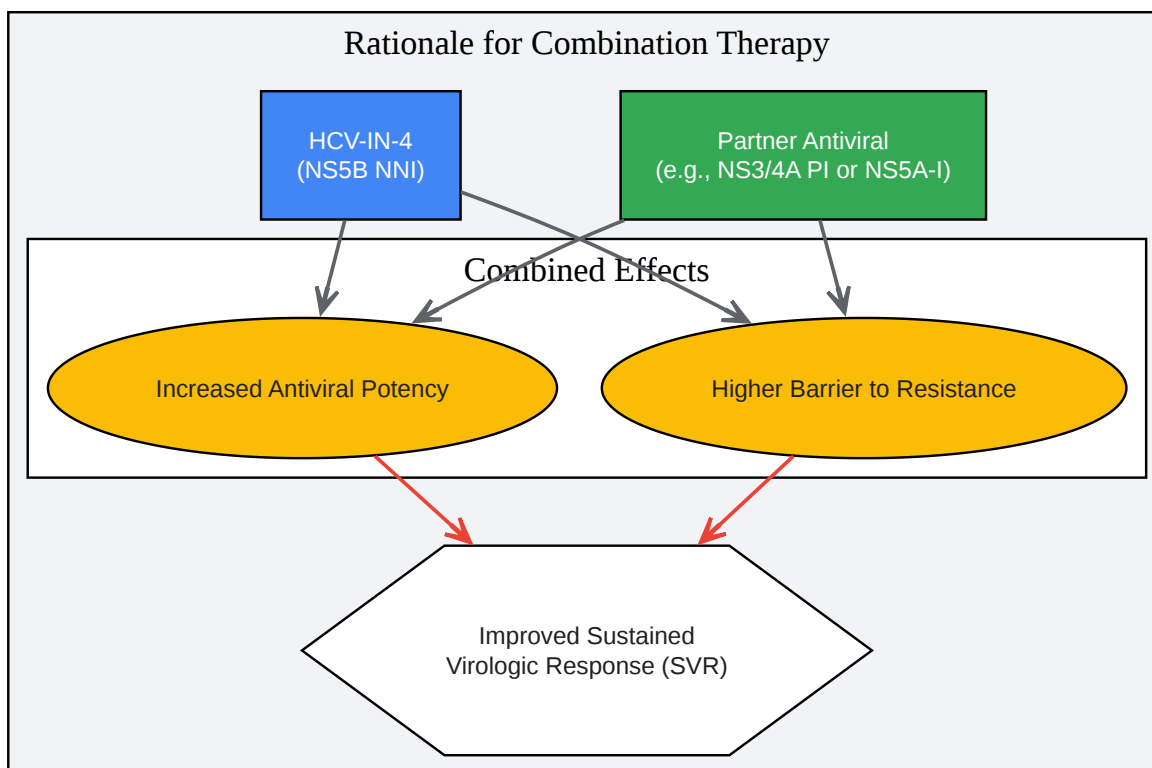 Rationale for Combination Therapy
HCV-IN-4
(NS5B NNI)
Partner Antiviral
(e.g., NS3/4A PI or NS5A-I)
Combined Effects
Increased Antiviral Potency
Higher Barrier to Resistance
Improved Sustained
Virologic Response (SVR)